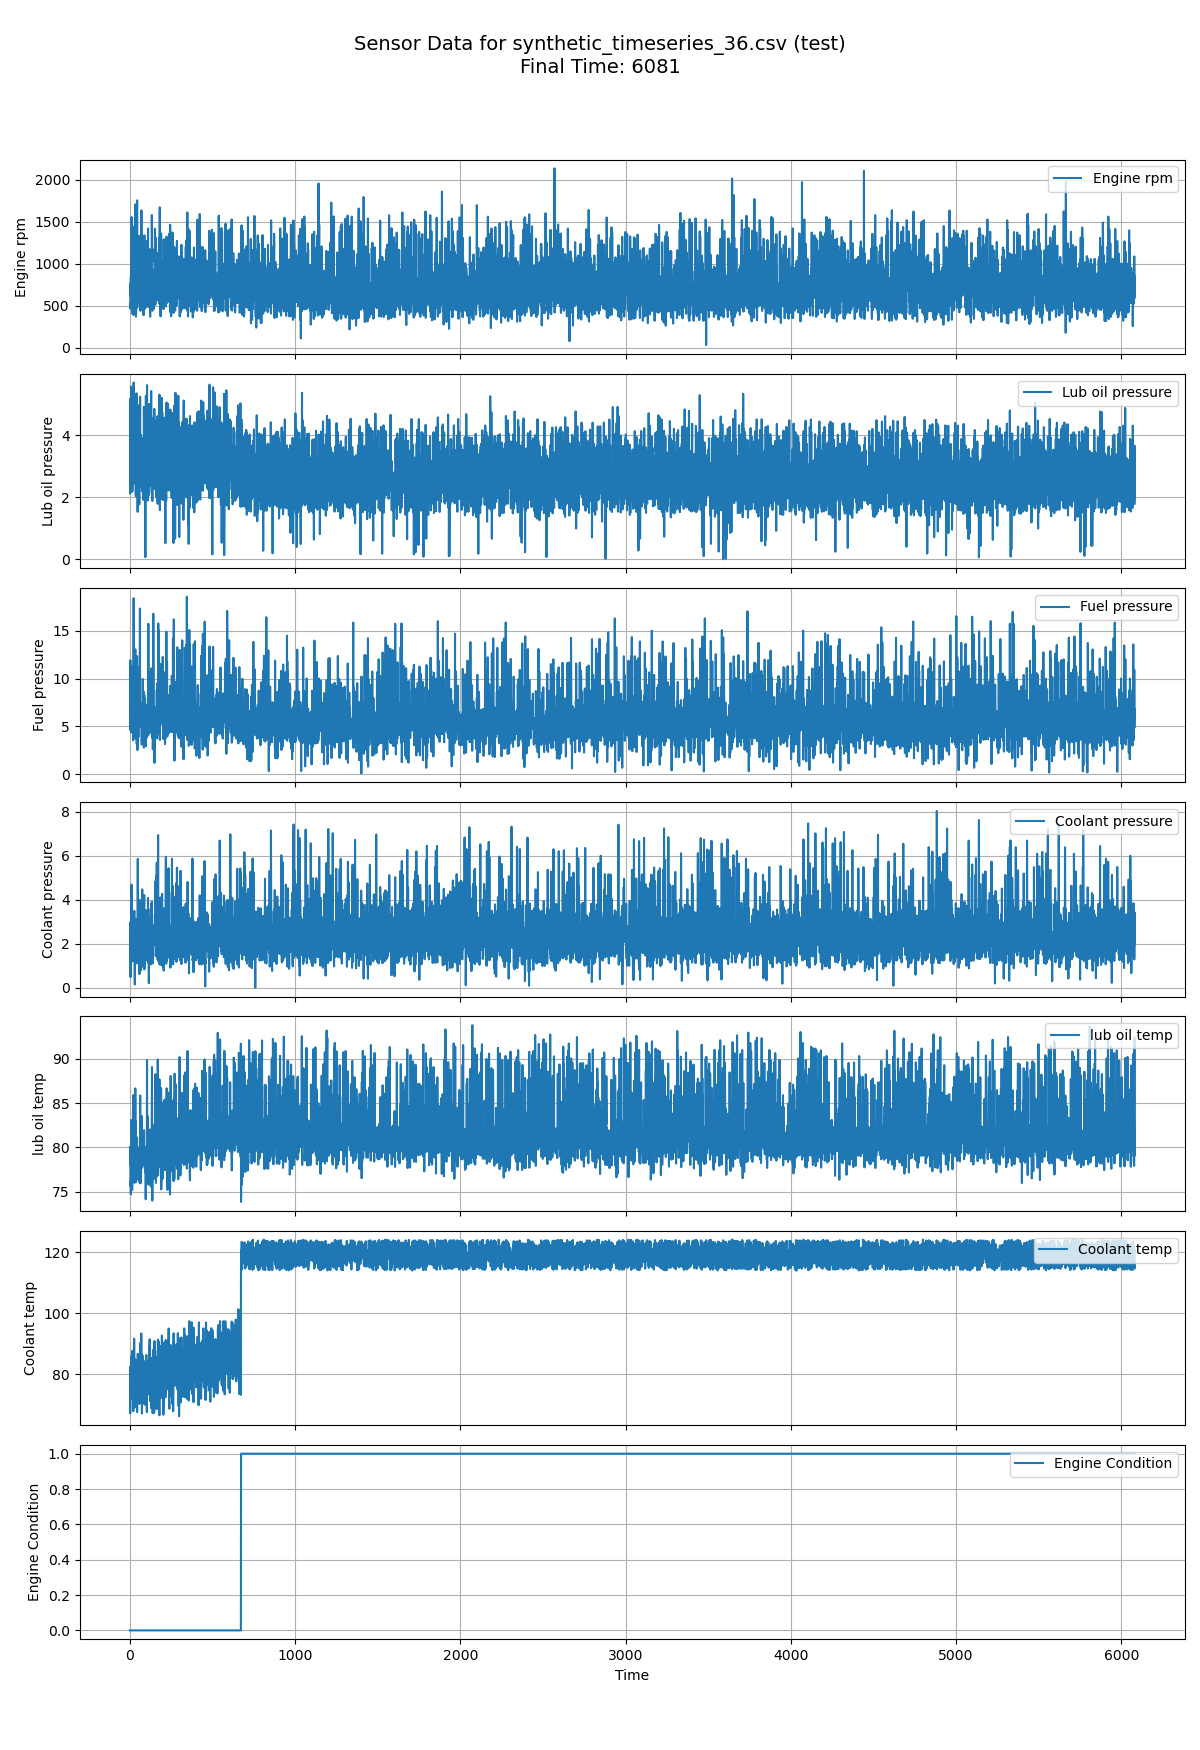 Sensor Data for synthetic_timeseries_36.csv (test)
Final Time: 6081
2000
1500
1000
500
0
Engine rpm
Engine rpm
4
2
0
Lub oil pressure
Lub oil pressure
15
10
5
0
Fuel pressure
Fuel pressure
8
6
4
2
0
Coolant pressure
Coolant pressure
90
85
80
75
lub oil temp
lub oil temp
120
100
80
Coolant temp
Coolant temp
1.0
0.8
0.6
0.4
0.2
0.0
Engine Condition
Engine Condition
0 1000 2000 3000 4000 5000 6000
Time